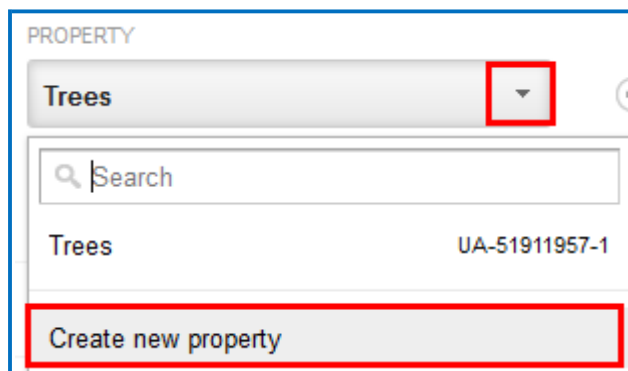 PROPERTY
Trees
Search
Trees UA-51911957-1
Create new property